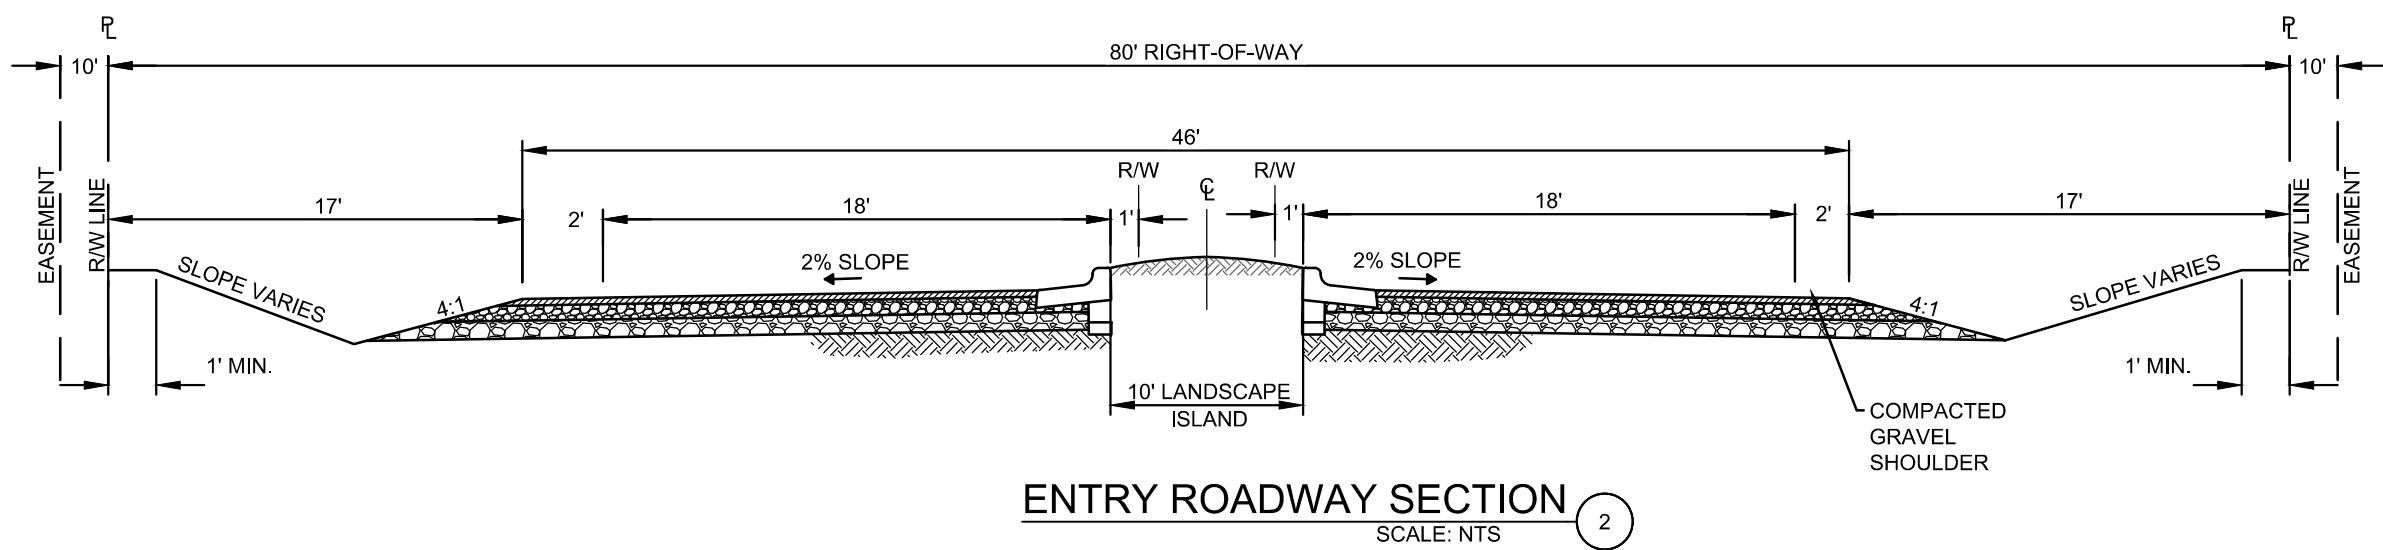 PL
PL
80' RIGHT-OF-WAY
10'
10'
46'
R/W
CL
R/W
EASEMENT
R/W LINE
17'
2'
18'
1'
1'
18'
2'
17'
R/W LINE
EASEMENT
SLOPE VARIES
4:1
2% SLOPE
2% SLOPE
4:1
SLOPE VARIES
1' MIN.
1' MIN.
10' LANDSCAPE
ISLAND
COMPACTED
GRAVEL
SHOULDER
ENTRY ROADWAY SECTION
2
SCALE: NTS